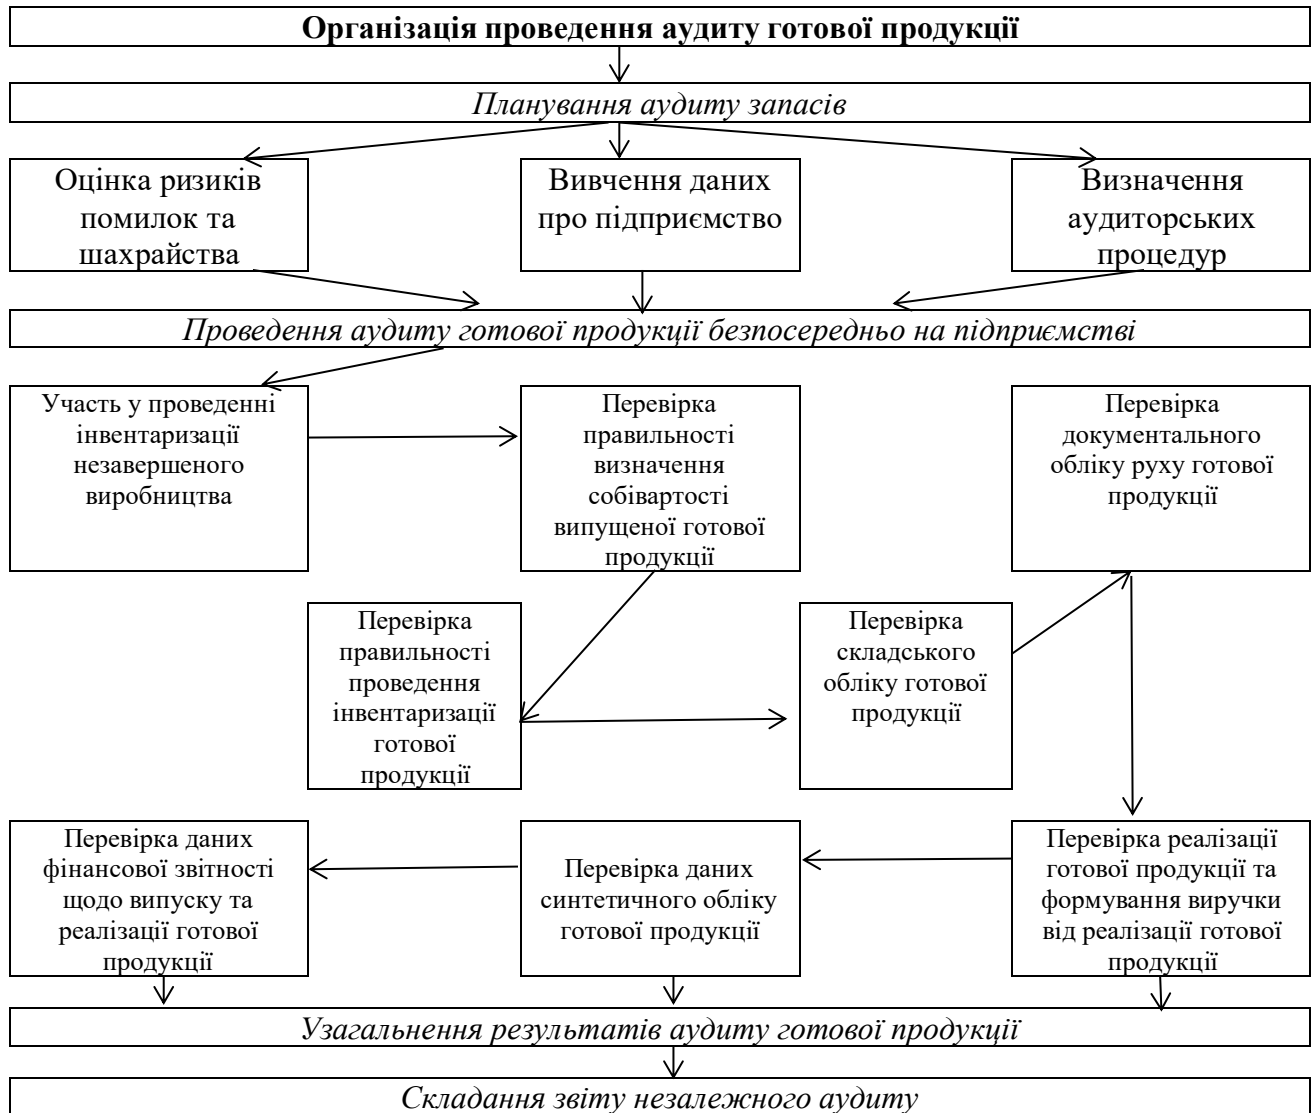 Організація проведення аудиту готової продукції
Планування аудиту запасів
Оцінка ризиків
помилок та
шахрайства
Вивчення даних
про підприємство
Визначення
аудиторських
процедур
Проведення аудиту готової продукції безпосередньо на підприємстві
Участь у проведенні
інвентаризації
незавершеного
виробництва
Перевірка
правильності
визначення
собівартості
випущеної готової
продукції
Перевірка
документального
обліку руху готової
продукції
Перевірка
правильності
проведення
інвентаризації
готової
продукції
Перевірка
складського
обліку готової
продукції
Перевірка даних
фінансової звітності
щодо випуску та
реалізації готової
продукції
Перевірка даних
синтетичного обліку
готової продукції
Перевірка реалізації
готової продукції та
формування виручки
від реалізації готової
продукції
Узагальнення результатів аудиту готової продукції
Складання звіту незалежного аудиту